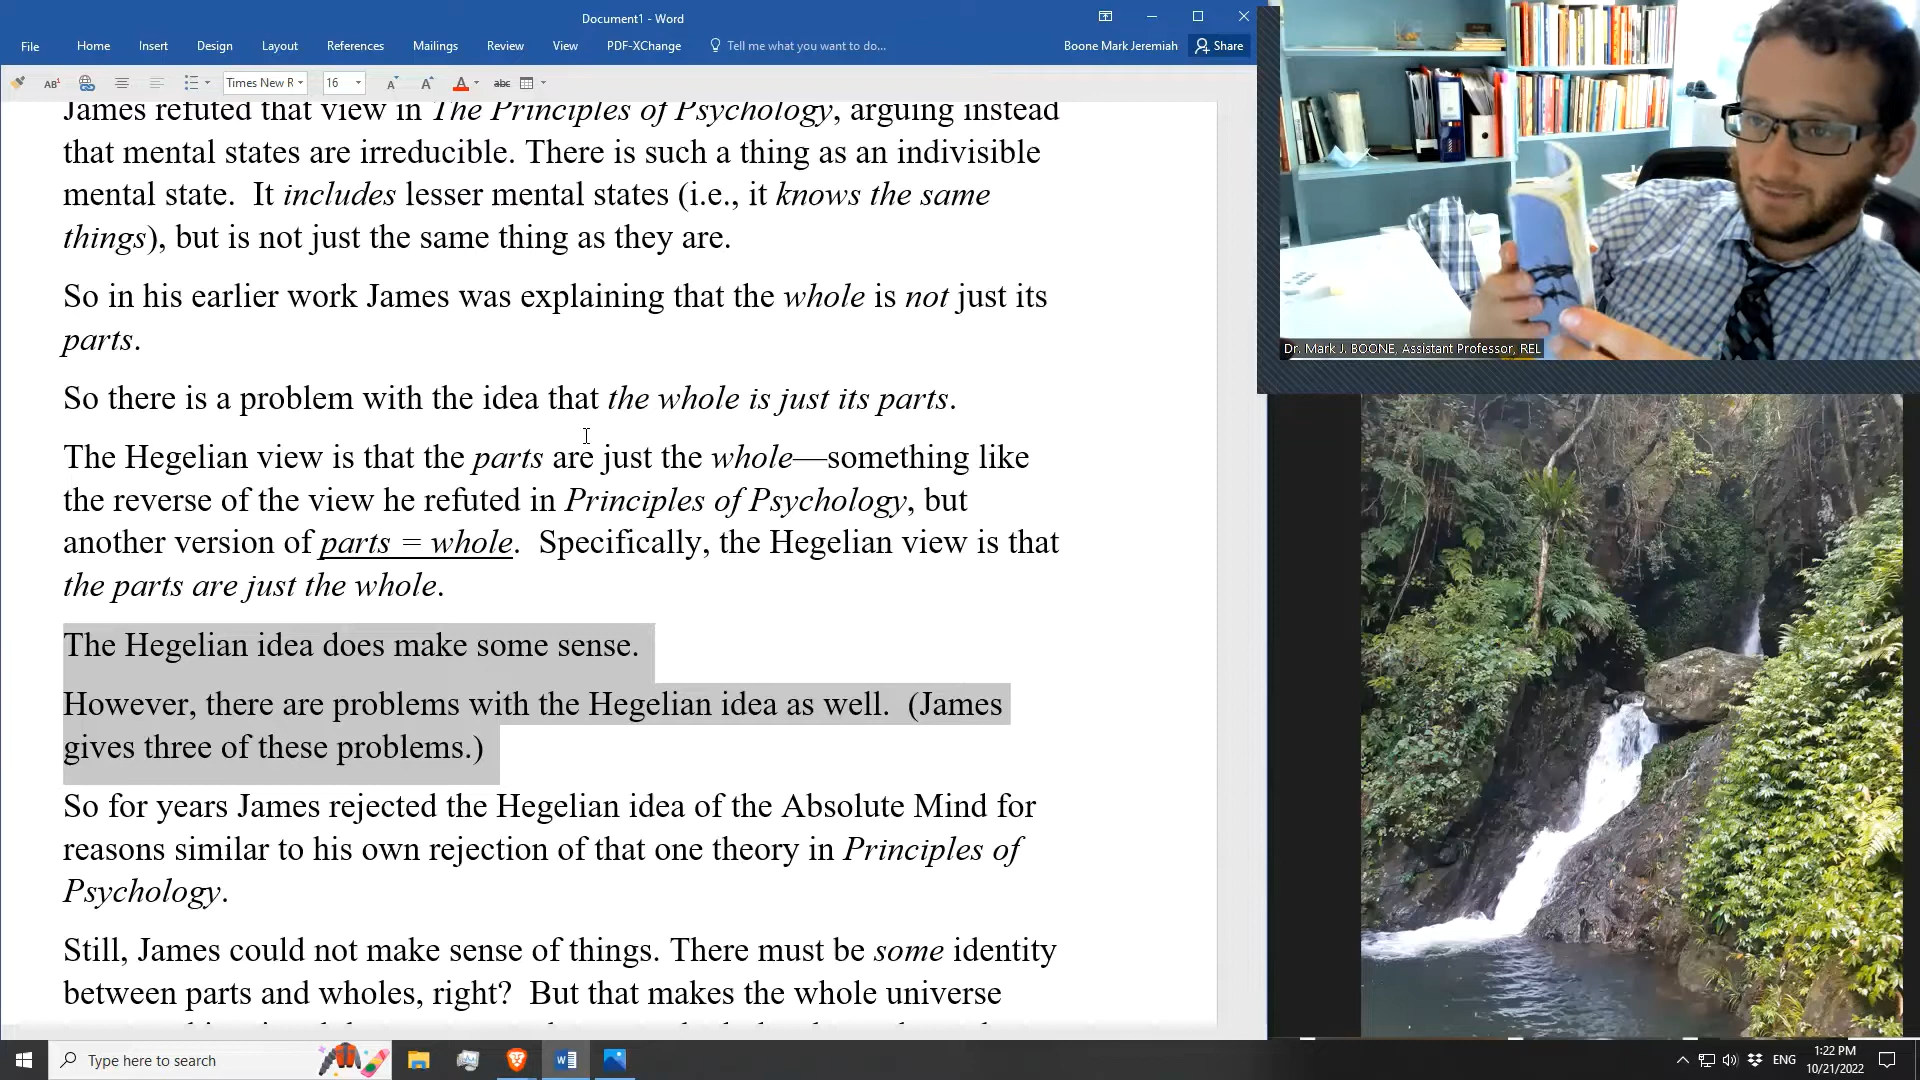 Document1 - Word
File Home Insert Design Layout References Mailings Review View PDF-XChange Tell me what you want to do... Boone Mark Jeremiah Share
AB¹ Times New R 16 A A A abc
James refuted that view in The Principles of Psychology, arguing instead
that mental states are irreducible. There is such a thing as an indivisible
mental state.  It includes lesser mental states (i.e., it knows the same
things), but is not just the same thing as they are.
So in his earlier work James was explaining that the whole is not just its
parts.
So there is a problem with the idea that the whole is just its parts.
The Hegelian view is that the parts are just the whole—something like
the reverse of the view he refuted in Principles of Psychology, but
another version of parts = whole.  Specifically, the Hegelian view is that
the parts are just the whole.
The Hegelian idea does make some sense.
However, there are problems with the Hegelian idea as well.  (James
gives three of these problems.)
So for years James rejected the Hegelian idea of the Absolute Mind for
reasons similar to his own rejection of that one theory in Principles of
Psychology.
Still, James could not make sense of things. There must be some identity
between parts and wholes, right?  But that makes the whole universe
Dr. Mark J. BOONE, Assistant Professor, REL
Type here to search
ENG
1:22 PM
10/21/2022